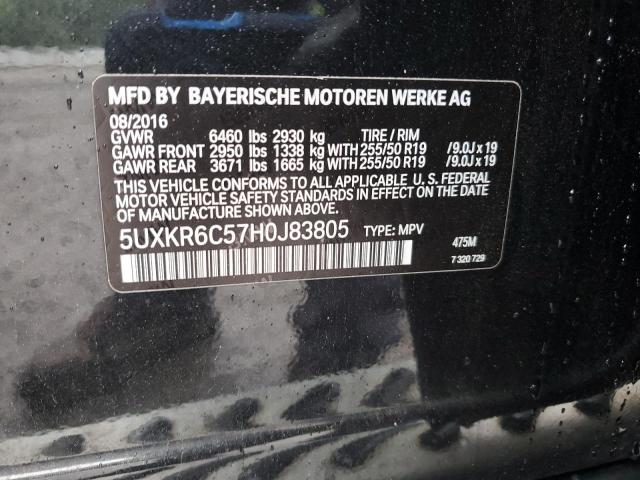 MFD BY BAYERISCHE MOTOREN WERKE AG
08/2016
GVWR 6460 lbs 2930 kg TIRE / RIM
GAWR FRONT 2950 lbs 1338 kg WITH 255/50 R19 /9.0J x 19
GAWR REAR 3671 lbs 1665 kg WITH 255/50 R19 /9.0J x 19
THIS VEHICLE CONFORMS TO ALL APPLICABLE U. S. FEDERAL
MOTOR VEHICLE SAFETY STANDARDS IN EFFECT ON THE DATE
OF MANUFACTURE SHOWN ABOVE.
5UXKR6C57H0J83805 TYPE: MPV 475M
7 320 729